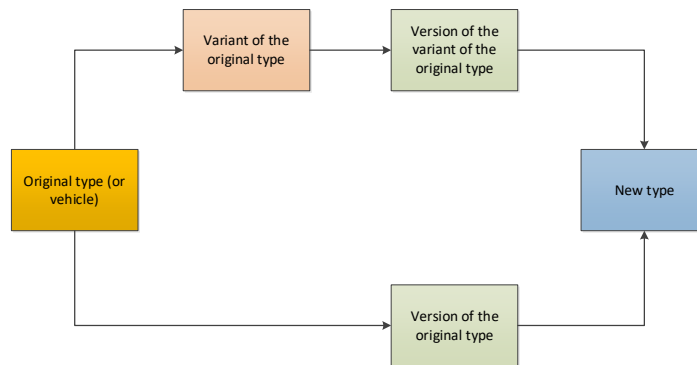 Variant of the
original type
Version of the
variant of the
original type
Original type (or
vehicle)
New type
Version of the
original type